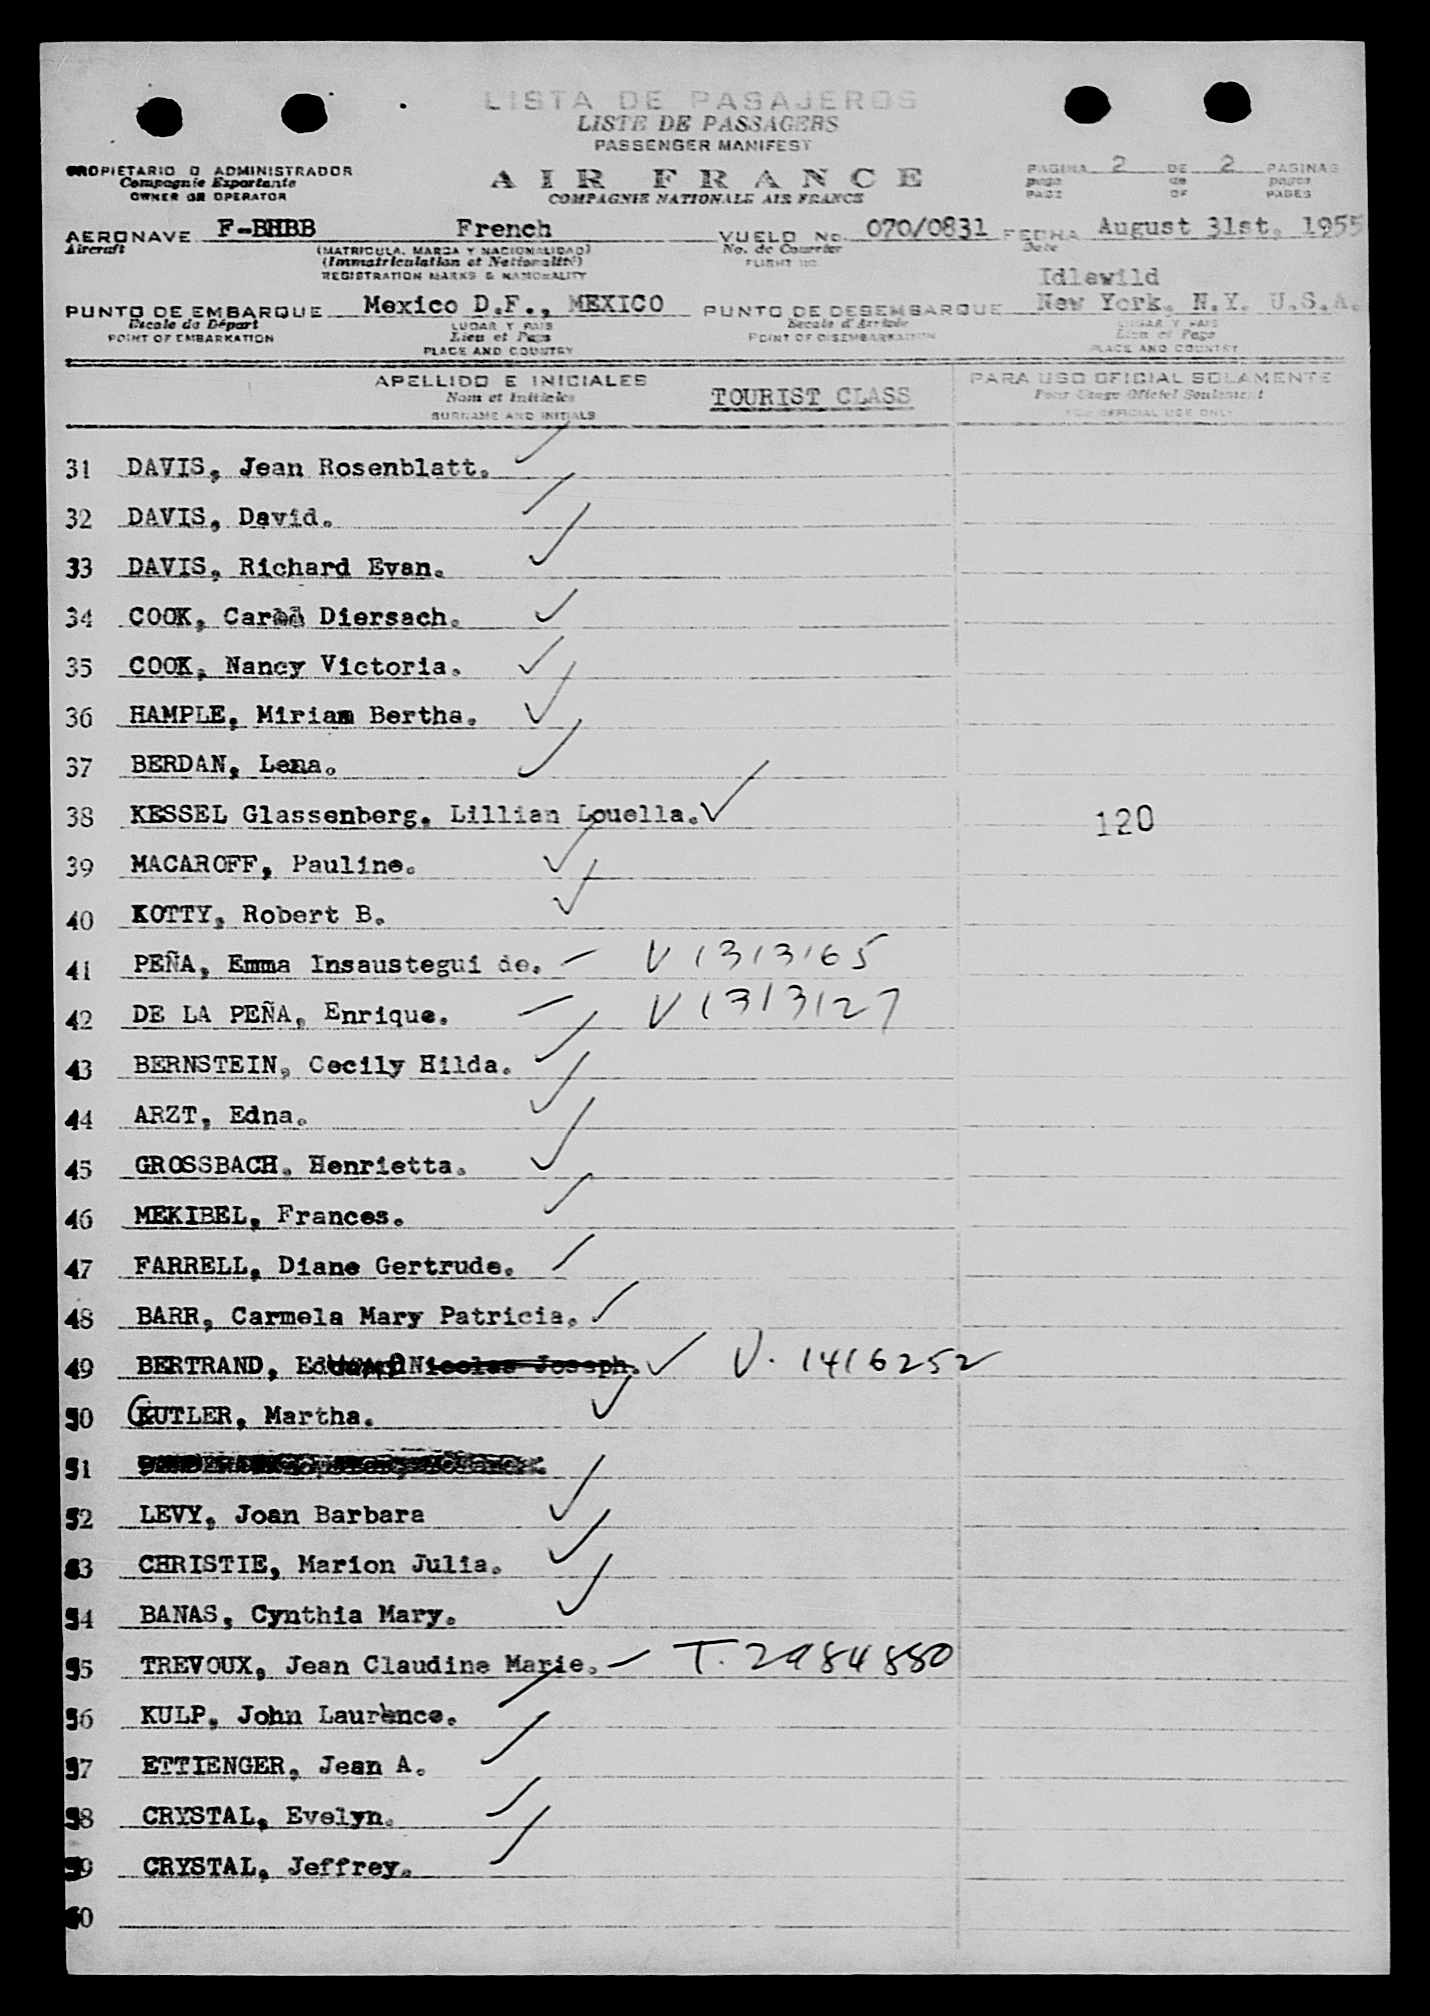 LISTA DE PASAJEROS
LISTE DE PASSAGERS
PASSENGER MANIFEST
PROPIETARIO O ADMINISTRADOR
Compagnie Exportante
OWNER OR OPERATOR
AIR FRANCE
COMPAGNIE NATIONALE AIR FRANCE
PAGINA 2 DE 2 PAGINAS
page de pages
PAGE OF PAGES
AERONAVE F-BHBB French VUELO No. 070/0831 FECHA August 31st, 1955
Aircraft (MATRICULA, MARCA Y NACIONALIDAD) No. de Courrier Date
(Immatriculation et Nationalité) FLIGHT NO.
REGISTRATION MARKS & NATIONALITY
Idlewild
PUNTO DE EMBARQUE Mexico D.F., MEXICO PUNTO DE DESEMBARQUE New York, N.Y. U.S.A.
Escale de Départ LUGAR Y PAIS Escale d'Arrivée LUGAR Y PAIS
POINT OF EMBARKATION Lieu et Pays POINT OF DISEMBARKATION Lieu et Pays
PLACE AND COUNTRY PLACE AND COUNTRY
APELLIDO E INICIALES TOURIST CLASS PARA USO OFICIAL SOLAMENTE
Nom et Initiales Pour Usage Officiel Seulement
SURNAME AND INITIALS FOR OFFICIAL USE ONLY
31 DAVIS, Jean Rosenblatt.
32 DAVIS, David.
33 DAVIS, Richard Evan.
34 COOK, Diersach.
35 COOK, Nancy Victoria.
36 HAMPLE, Miriam Bertha.
37 BERDAN, Lena.
38 KESSEL Glassenberg. Lillian Louella. 120
39 MACAROFF, Pauline.
40 KOTTY, Robert B.
41 PEÑA, Emma Insaustegui de. V 1313165
42 DE LA PEÑA, Enrique. V 1313127
43 BERNSTEIN, Cecily Hilda.
44 ARZT, Edna.
45 GROSSBACH, Henrietta.
46 MEKIBEL, Frances.
47 FARRELL, Diane Gertrude.
48 BARR, Carmela Mary Patricia.
49 BERTRAND, Nicolas Joseph. V. 1416252
50 CUTLER, Martha.
51
52 LEVY, Joan Barbara
53 CHRISTIE, Marion Julia.
54 BANAS, Cynthia Mary.
55 TREVOUX, Jean Claudine Marie. T. 2984880
56 KULP, John Laurence.
57 ETTIENGER, Jean A.
58 CRYSTAL, Evelyn.
59 CRYSTAL, Jeffrey.
60